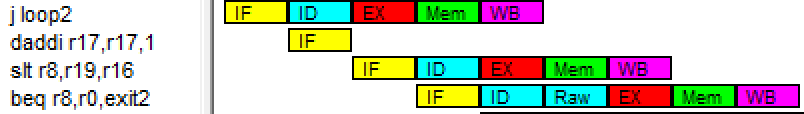 j loop2 IF ID EX Mem WB
daddi r17,r17,1 IF
slt r8,r19,r16 IF ID EX Mem WB
beq r8,r0,exit2 IF ID Raw EX Mem WB